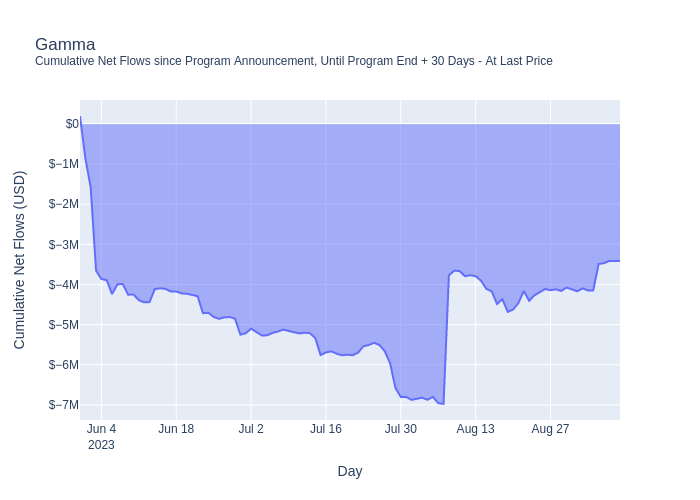 Gamma
Cumulative Net Flows since Program Announcement, Until Program End + 30 Days - At Last Price
$0
$−1M
$−2M
$−3M
$−4M
$−5M
$−6M
$−7M
Cumulative Net Flows (USD)
Jun 4
2023
Jun 18
Jul 2
Jul 16
Jul 30
Aug 13
Aug 27
Day